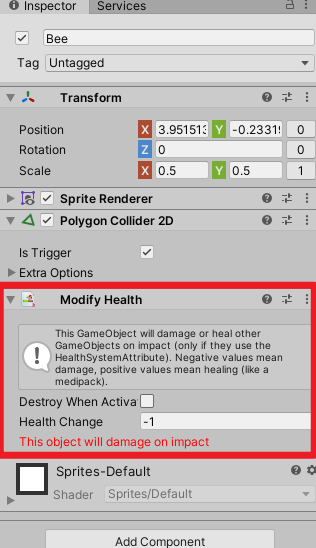 Inspector Services
Bee
Tag Untagged
Transform
Position X 3.951513 Y -0.2331 0
Rotation Z 0 0
Scale X 0.5 Y 0.5 1
Sprite Renderer
Polygon Collider 2D
Is Trigger
Extra Options
Modify Health
This GameObject will damage or heal other
GameObjects on impact (only if they use the
HealthSystemAttribute). Negative values mean
damage, positive values mean healing (like a
medipack).
Destroy When Activa
Health Change -1
This object will damage on impact
Sprites-Default
Shader Sprites/Default
Add Component